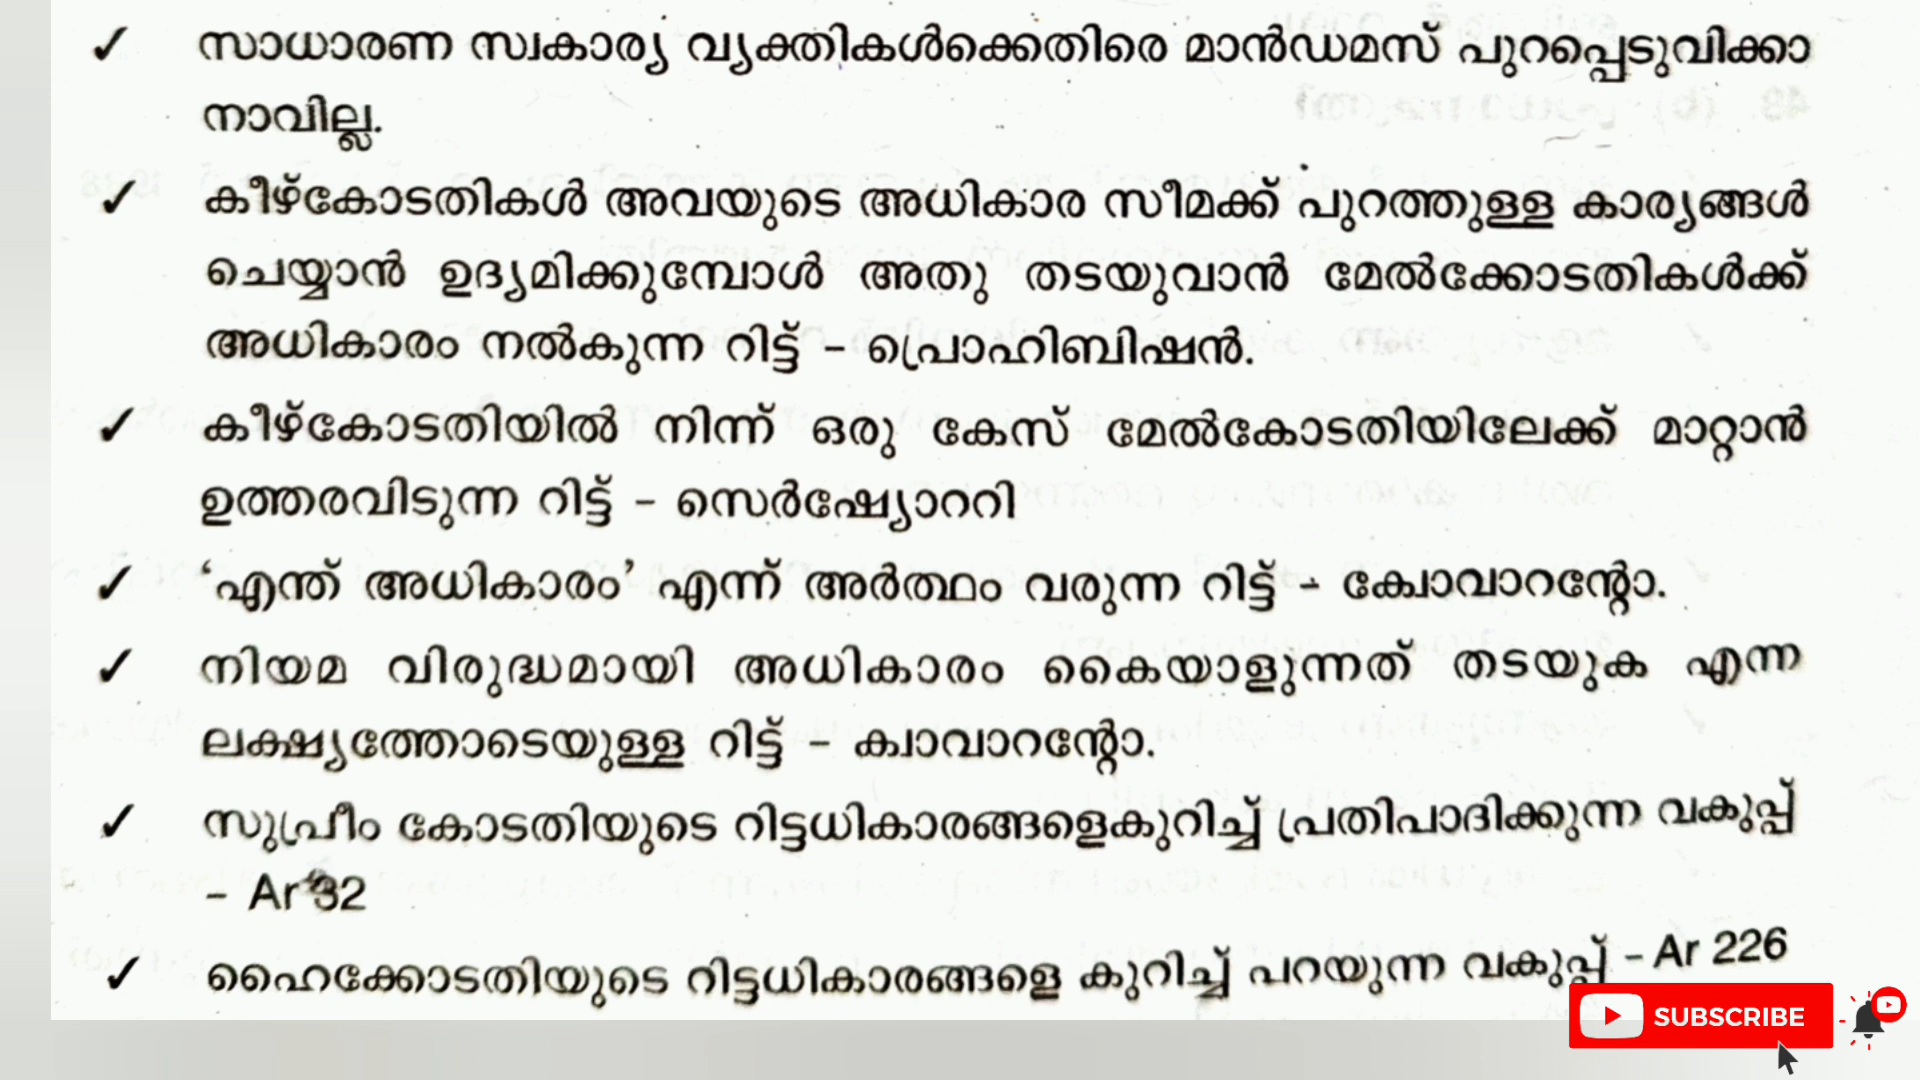 ✓ സാധാരണ സ്വകാര്യ വ്യക്തികൾക്കെതിരെ മാൻഡമസ് പുറപ്പെടുവിക്കാ
നാവില്ല.
✓ കീഴ്കോടതികൾ അവയുടെ അധികാര സീമക്ക് പുറത്തുള്ള കാര്യങ്ങൾ
ചെയ്യാൻ ഉദ്യമിക്കുമ്പോൾ അതു തടയുവാൻ മേൽക്കോടതികൾക്ക്
അധികാരം നൽകുന്ന റിട്ട് – പ്രൊഹിബിഷൻ.
✓ കീഴ്കോടതിയിൽ നിന്ന് ഒരു കേസ് മേൽകോടതിയിലേക്ക് മാറ്റാൻ
ഉത്തരവിടുന്ന റിട്ട് – സെർഷ്യോററി
✓ ‘എന്ത് അധികാരം’ എന്ന് അർത്ഥം വരുന്ന റിട്ട് - ക്വോവാറന്റോ.
✓ നിയമ വിരുദ്ധമായി അധികാരം കൈയാളുന്നത് തടയുക എന്ന
ലക്ഷ്യത്തോടെയുള്ള റിട്ട് – ക്വാവാറന്റോ.
✓ സുപ്രീം കോടതിയുടെ റിട്ടധികാരങ്ങളെകുറിച്ച് പ്രതിപാദിക്കുന്ന വകുപ്പ്
– Ar 32
✓ ഹൈക്കോടതിയുടെ റിട്ടധികാരങ്ങളെ കുറിച്ച് പറയുന്ന വകുപ്പ് – Ar 226
SUBSCRIBE